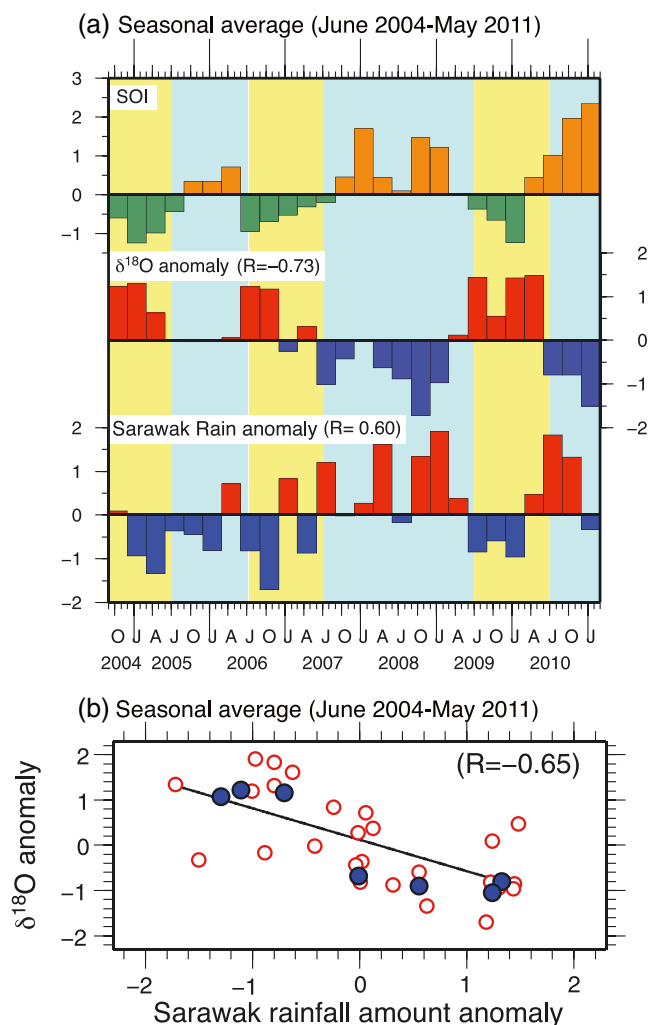 (a) Seasonal average (June 2004-May 2011)
3
SOI
2
1
0
-1
2
δ18O anomaly (R=-0.73)
1
0
-1
2
Sarawak Rain anomaly (R= 0.60)
-2
1
0
-1
-2
O J A J O J A J O J A J O J A J O J A J O J
2004 2005 2006 2007 2008 2009 2010
(b) Seasonal average (June 2004-May 2011)
2
(R=-0.65)
1
0
-1
-2
δ18O anomaly
-2 -1 0 1 2
Sarawak rainfall amount anomaly